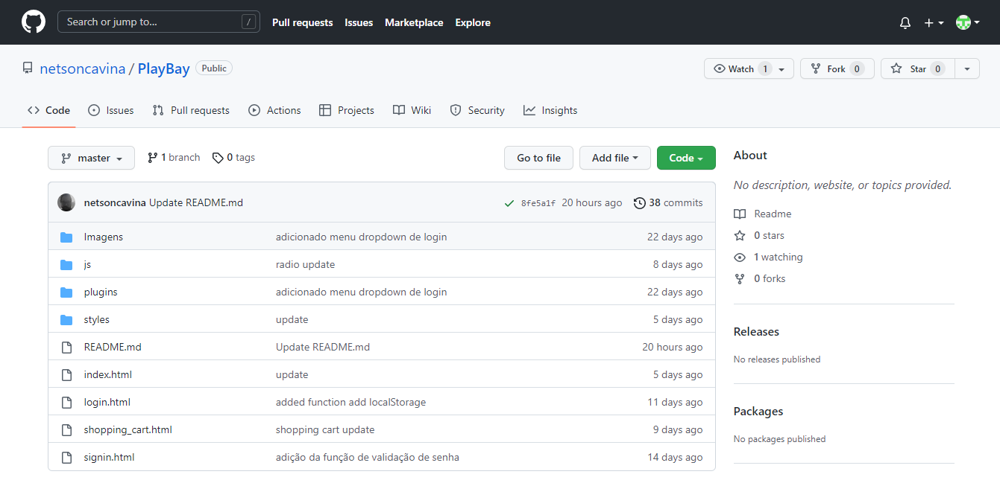 Search or jump to... /
Pull requests Issues Marketplace Explore
netsoncavina / PlayBay Public
Watch 1 Fork 0 Star 0
Code Issues Pull requests Actions Projects Wiki Security Insights
master 1 branch 0 tags Go to file Add file Code
netsoncavina Update README.md 8fe5a1f 20 hours ago 38 commits
Imagens adicionado menu dropdown de login 22 days ago
js radio update 8 days ago
plugins adicionado menu dropdown de login 22 days ago
styles update 5 days ago
README.md Update README.md 20 hours ago
index.html update 5 days ago
login.html added function add localStorage 11 days ago
shopping_cart.html shopping cart update 9 days ago
signin.html adição da função de validação de senha 14 days ago
About
No description, website, or topics provided.
Readme
0 stars
1 watching
0 forks
Releases
No releases published
Packages
No packages published